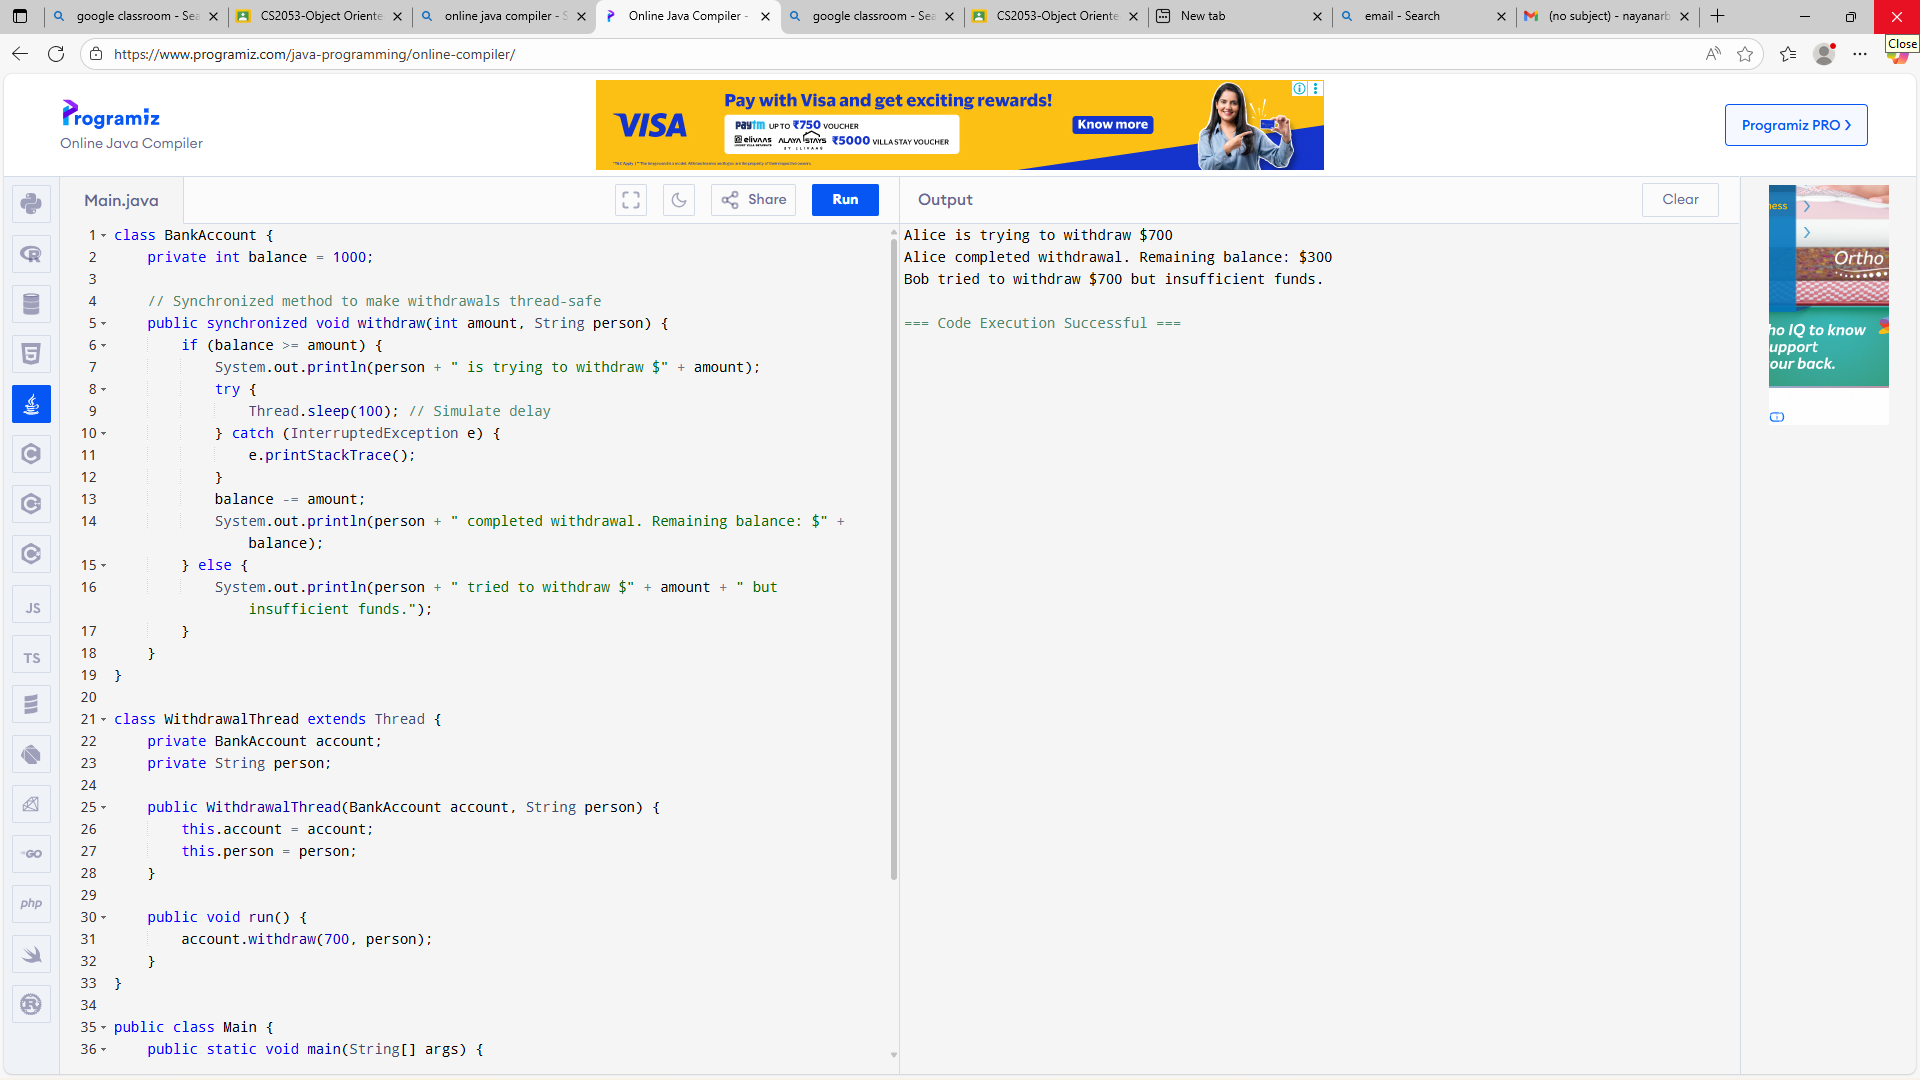 google classroom - Sea
CS2053-Object Oriente
online java compiler - S
Online Java Compiler -
google classroom - Sea
CS2053-Object Oriente
New tab
email - Search
(no subject) - nayanarb
https://www.programiz.com/java-programming/online-compiler/
Close
Programiz
Online Java Compiler
VISA
Pay with Visa and get exciting rewards!
paytm UP TO ₹750 VOUCHER
elivaas ALAYA STAYS BY ELIVAAS ₹5000 VILLA STAY VOUCHER
Know more
Programiz PRO
Main.java
Share
Run
Output
Clear
1 class BankAccount {
2     private int balance = 1000;
3
4     // Synchronized method to make withdrawals thread-safe
5     public synchronized void withdraw(int amount, String person) {
6         if (balance >= amount) {
7             System.out.println(person + " is trying to withdraw $" + amount);
8             try {
9                 Thread.sleep(100); // Simulate delay
10             } catch (InterruptedException e) {
11                 e.printStackTrace();
12             }
13             balance -= amount;
14             System.out.println(person + " completed withdrawal. Remaining balance: $" +
balance);
15         } else {
16             System.out.println(person + " tried to withdraw $" + amount + " but
insufficient funds.");
17         }
18     }
19 }
20
21 class WithdrawalThread extends Thread {
22     private BankAccount account;
23     private String person;
24
25     public WithdrawalThread(BankAccount account, String person) {
26         this.account = account;
27         this.person = person;
28     }
29
30     public void run() {
31         account.withdraw(700, person);
32     }
33 }
34
35 public class Main {
36     public static void main(String[] args) {
Alice is trying to withdraw $700
Alice completed withdrawal. Remaining balance: $300
Bob tried to withdraw $700 but insufficient funds.
=== Code Execution Successful ===
JS
TS
GO
php
ness
Ortho
ho IQ to know
upport
our back.